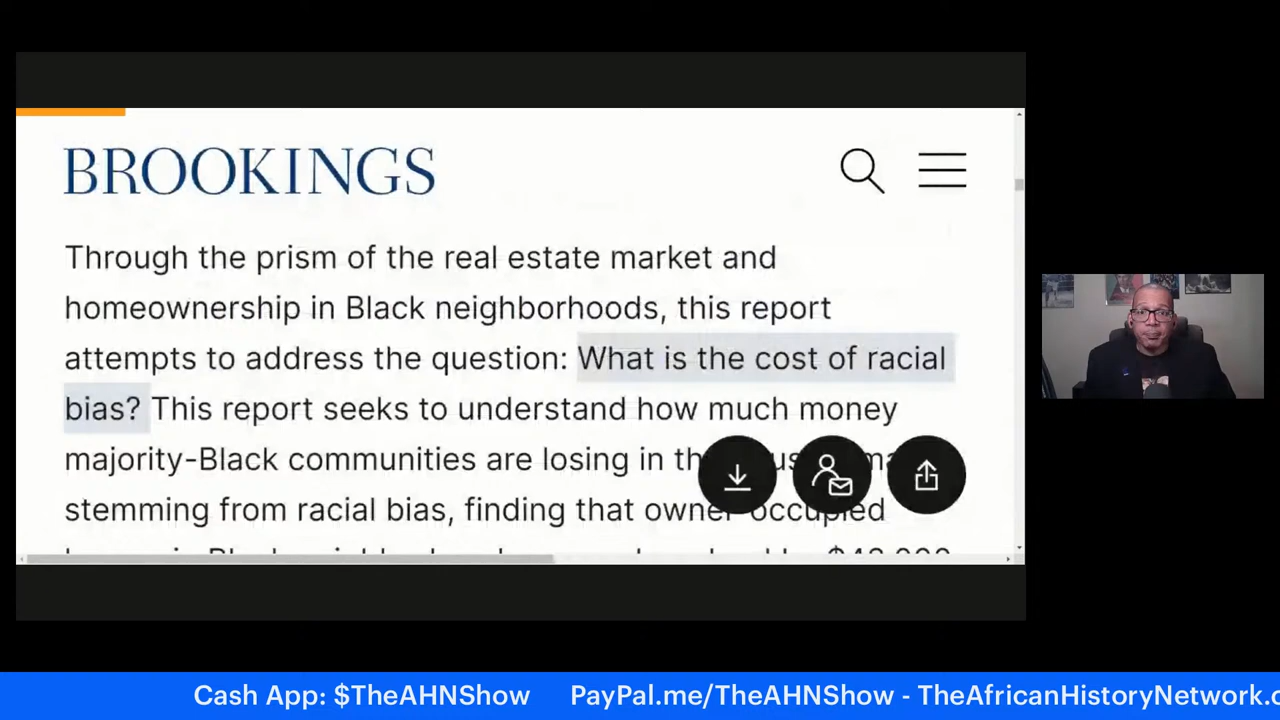 BROOKINGS
Through the prism of the real estate market and
homeownership in Black neighborhoods, this report
attempts to address the question: What is the cost of racial
bias? This report seeks to understand how much money
majority-Black communities are losing in
stemming from racial bias, finding that owner-occupied
$48,000
Cash App: $TheAHNShow PayPal.me/TheAHNShow - TheAfricanHistoryNetwork.c